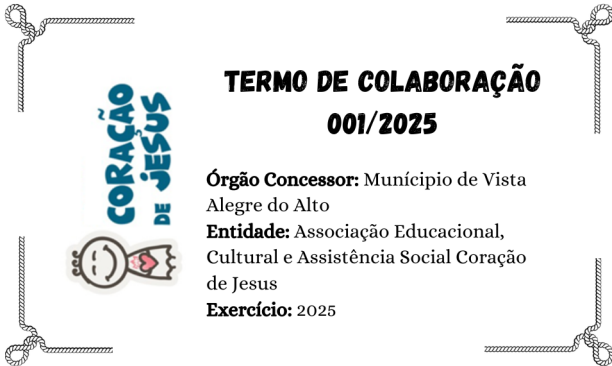 CORAÇÃO
DE JESUS
TERMO DE COLABORAÇÃO
001/2025
Órgão Concessor: Munícipio de Vista
Alegre do Alto
Entidade: Associação Educacional,
Cultural e Assistência Social Coração
de Jesus
Exercício: 2025